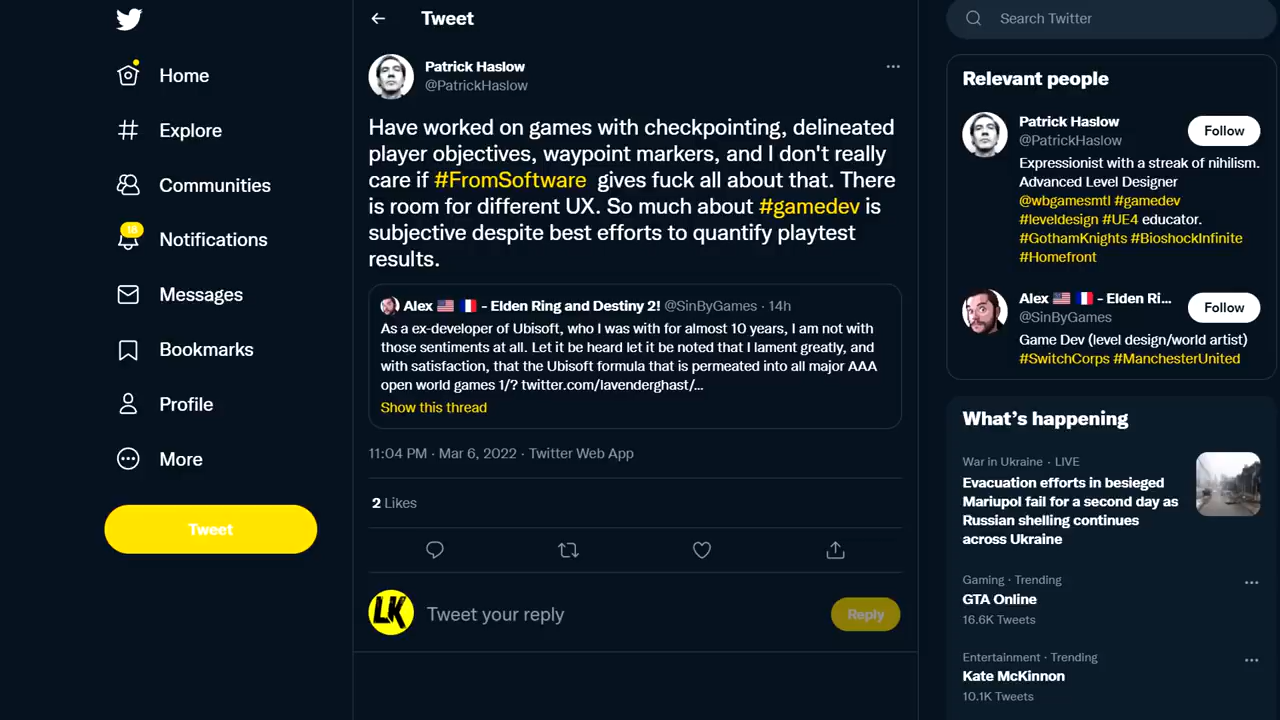 Home
Explore
Communities
18
Notifications
Messages
Bookmarks
Profile
More
Tweet
Tweet
Patrick Haslow
@PatrickHaslow
Have worked on games with checkpointing, delineated
player objectives, waypoint markers, and I don't really
care if #FromSoftware gives fuck all about that. There
is room for different UX. So much about #gamedev is
subjective despite best efforts to quantify playtest
results.
Alex 🇺🇸 🇫🇷 - Elden Ring and Destiny 2! @SinByGames · 14h
As a ex-developer of Ubisoft, who I was with for almost 10 years, I am not with
those sentiments at all. Let it be heard let it be noted that I lament greatly, and
with satisfaction, that the Ubisoft formula that is permeated into all major AAA
open world games 1/? twitter.com/lavenderghast/...
Show this thread
11:04 PM · Mar 6, 2022 · Twitter Web App
2 Likes
LK
Tweet your reply
Reply
Search Twitter
Relevant people
Patrick Haslow
@PatrickHaslow
Follow
Expressionist with a streak of nihilism.
Advanced Level Designer
@wbgamesmtl #gamedev
#leveldesign #UE4 educator.
#GothamKnights #BioshockInfinite
#Homefront
Alex 🇺🇸 🇫🇷 - Elden Ri...
@SinByGames
Follow
Game Dev (level design/world artist)
#SwitchCorps #ManchesterUnited
What's happening
War in Ukraine · LIVE
Evacuation efforts in besieged
Mariupol fail for a second day as
Russian shelling continues
across Ukraine
Gaming · Trending
GTA Online
16.6K Tweets
Entertainment · Trending
Kate McKinnon
10.1K Tweets